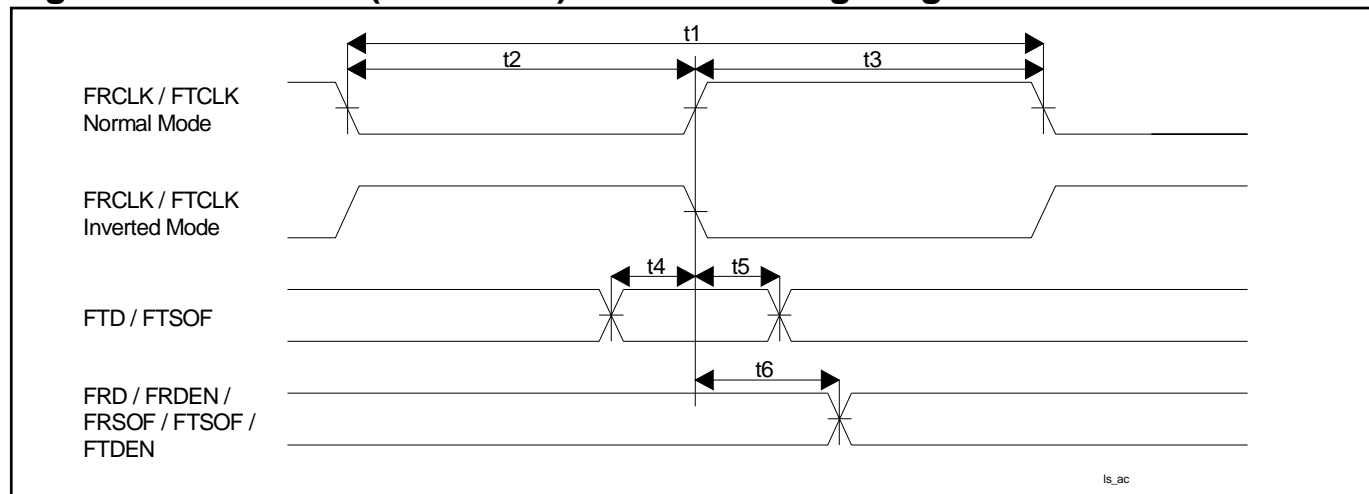 t1
t2 t3
FRCLK / FTCLK
Normal Mode
FRCLK / FTCLK
Inverted Mode
t4 t5
FTD / FTSOF
t6
FRD / FRDEN /
FRSOF / FTSOF /
FTDEN
ls_ac